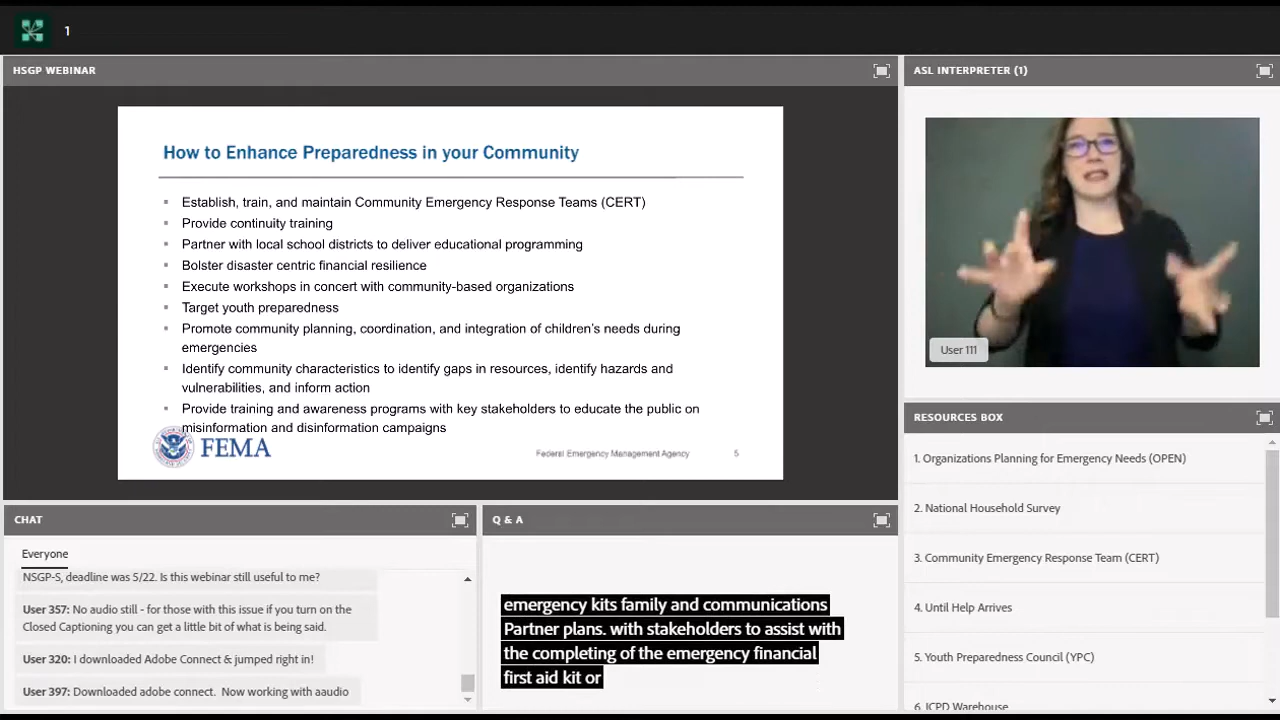 1
HSGP WEBINAR
How to Enhance Preparedness in your Community
Establish, train, and maintain Community Emergency Response Teams (CERT)
Provide continuity training
Partner with local school districts to deliver educational programming
Bolster disaster centric financial resilience
Execute workshops in concert with community-based organizations
Target youth preparedness
Promote community planning, coordination, and integration of children's needs during
emergencies
Identify community characteristics to identify gaps in resources, identify hazards and
vulnerabilities, and inform action
Provide training and awareness programs with key stakeholders to educate the public on
misinformation and disinformation campaigns
FEMA
Federal Emergency Management Agency 5
ASL INTERPRETER (1)
User 111
RESOURCES BOX
1. Organizations Planning for Emergency Needs (OPEN)
2. National Household Survey
3. Community Emergency Response Team (CERT)
4. Until Help Arrives
5. Youth Preparedness Council (YPC)
6. ICPD Warehouse
CHAT
Everyone
NSGP-S, deadline was 5/22. Is this webinar still useful to me?
User 357: No audio still - for those with this issue if you turn on the
Closed Captioning you can get a little bit of what is being said.
User 320: I downloaded Adobe Connect & jumped right in!
User 397: Downloaded adobe connect. Now working with aaudio
Q & A
emergency kits family and communications
Partner plans. with stakeholders to assist with
the completing of the emergency financial
first aid kit or